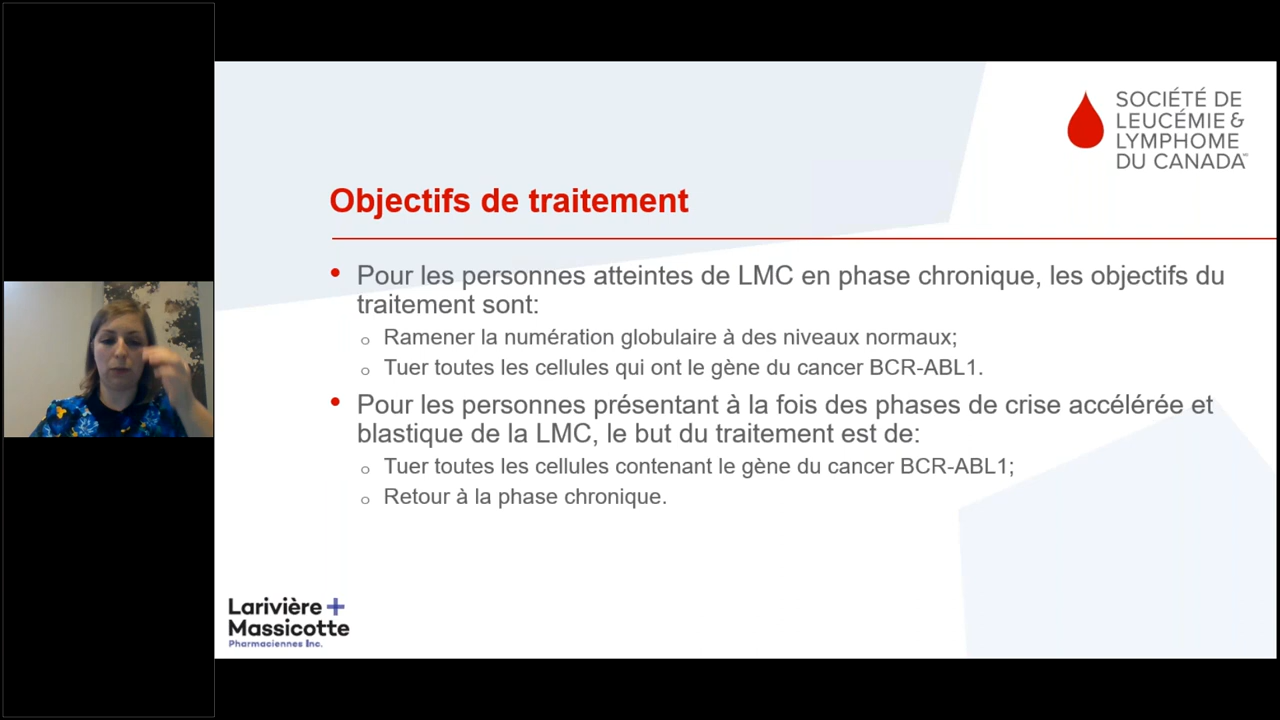 SOCIÉTÉ DE
LEUCÉMIE &
LYMPHOME
DU CANADA
Objectifs de traitement
• Pour les personnes atteintes de LMC en phase chronique, les objectifs du
traitement sont:
o Ramener la numération globulaire à des niveaux normaux;
o Tuer toutes les cellules qui ont le gène du cancer BCR-ABL1.
• Pour les personnes présentant à la fois des phases de crise accélérée et
blastique de la LMC, le but du traitement est de:
o Tuer toutes les cellules contenant le gène du cancer BCR-ABL1;
o Retour à la phase chronique.
Larivière +
Massicotte
Pharmaciennes Inc.